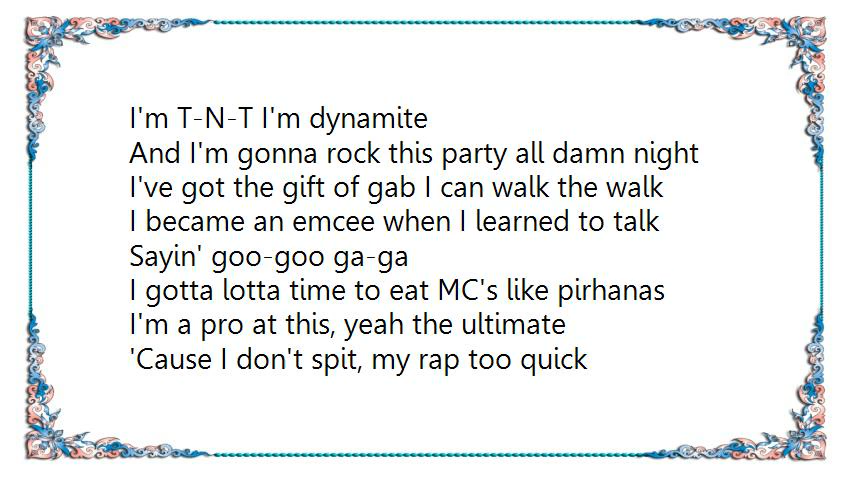 I'm T-N-T I'm dynamite
And I'm gonna rock this party all damn night
I've got the gift of gab I can walk the walk
I became an emcee when I learned to talk
Sayin' goo-goo ga-ga
I gotta lotta time to eat MC's like pirhanas
I'm a pro at this, yeah the ultimate
'Cause I don't spit, my rap too quick